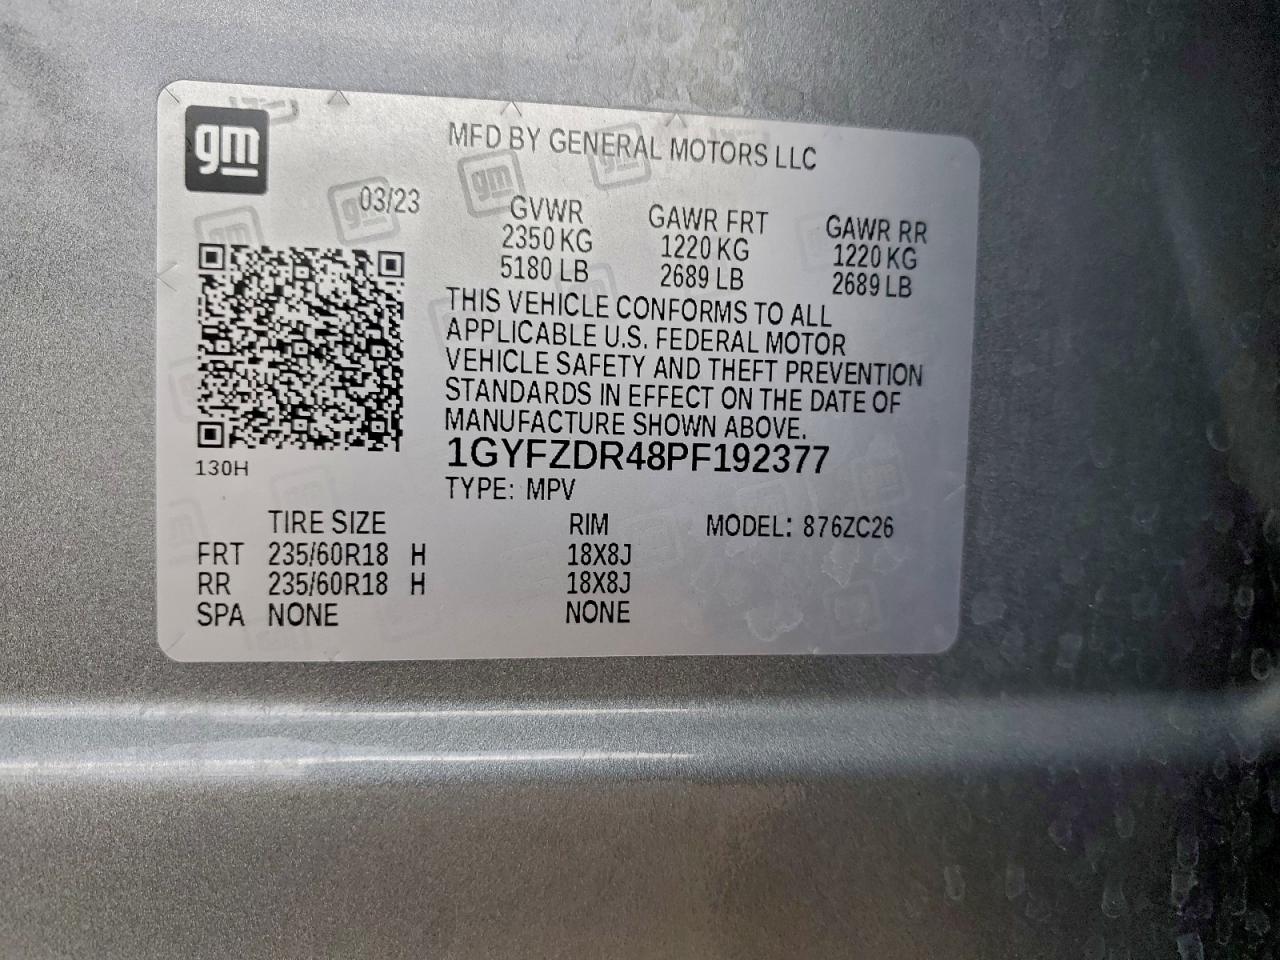 gm
MFD BY GENERAL MOTORS LLC
03/23
GVWR GAWR FRT GAWR RR
2350 KG 1220 KG 1220 KG
5180 LB 2689 LB 2689 LB
THIS VEHICLE CONFORMS TO ALL
APPLICABLE U.S. FEDERAL MOTOR
VEHICLE SAFETY AND THEFT PREVENTION
STANDARDS IN EFFECT ON THE DATE OF
MANUFACTURE SHOWN ABOVE.
1GYFZDR48PF192377
130H
TYPE: MPV
TIRE SIZE RIM MODEL: 876ZC26
FRT 235/60R18 H 18X8J
RR 235/60R18 H 18X8J
SPA NONE NONE